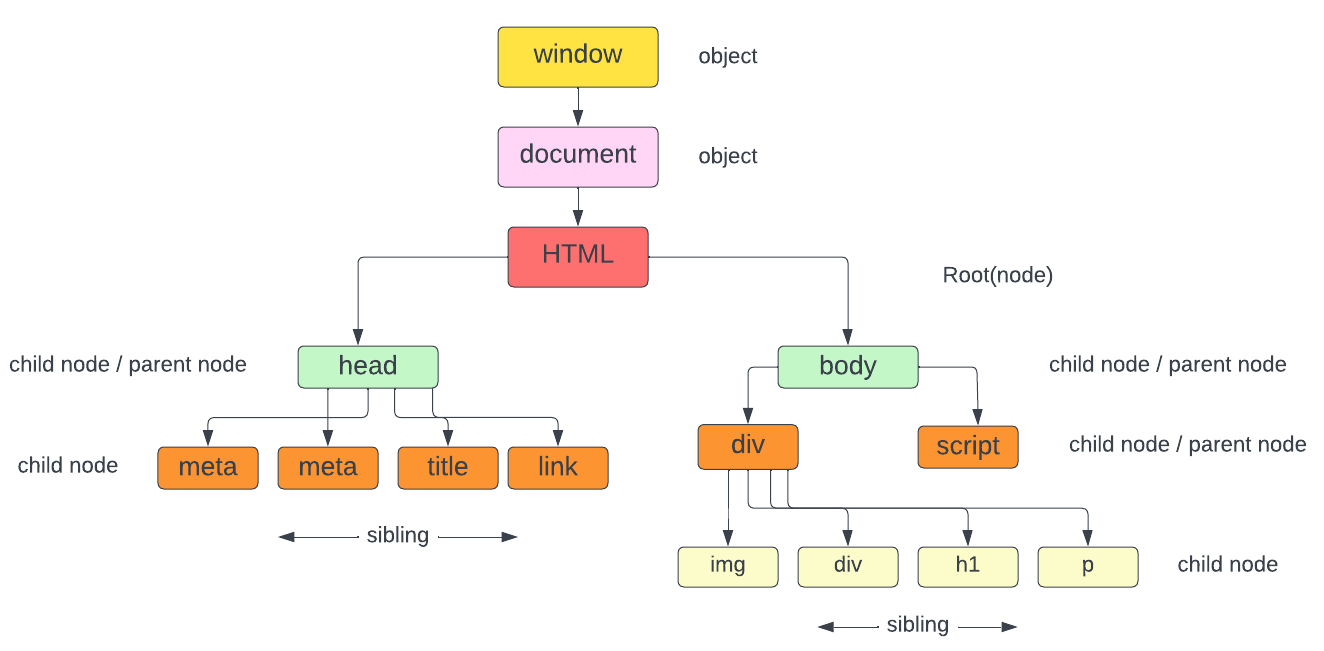 window
object
document
object
HTML
Root(node)
child node / parent node
head
body
child node / parent node
div
script
child node / parent node
child node
meta
meta
title
link
sibling
img
div
h1
p
child node
sibling